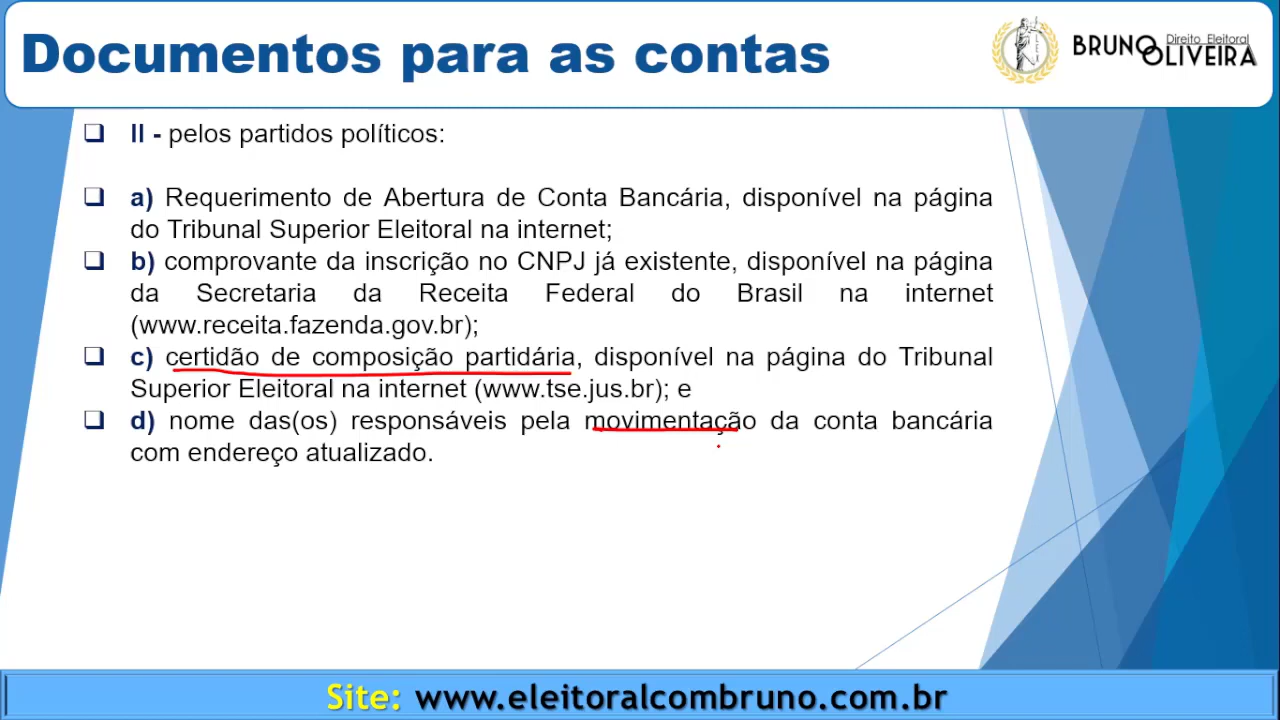 Documentos para as contas
BRUNO Direito Eleitoral
OLIVEIRA
❑ II - pelos partidos políticos:
❑ a) Requerimento de Abertura de Conta Bancária, disponível na página
do Tribunal Superior Eleitoral na internet;
❑ b) comprovante da inscrição no CNPJ já existente, disponível na página
da Secretaria da Receita Federal do Brasil na internet
(www.receita.fazenda.gov.br);
❑ c) certidão de composição partidária, disponível na página do Tribunal
Superior Eleitoral na internet (www.tse.jus.br); e
❑ d) nome das(os) responsáveis pela movimentação da conta bancária
com endereço atualizado.
Site: www.eleitoralcombruno.com.br